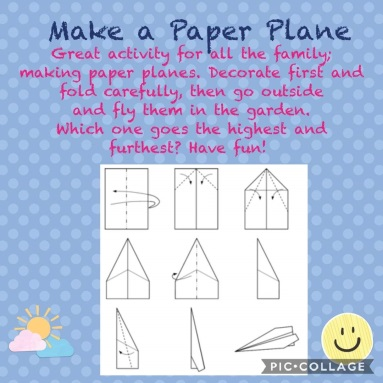 Make a Paper Plane
Great activity for all the family;
making paper planes. Decorate first and
fold carefully, then go outside
and fly them in the garden.
Which one goes the highest and
furthest? Have fun!
PIC•COLLAGE